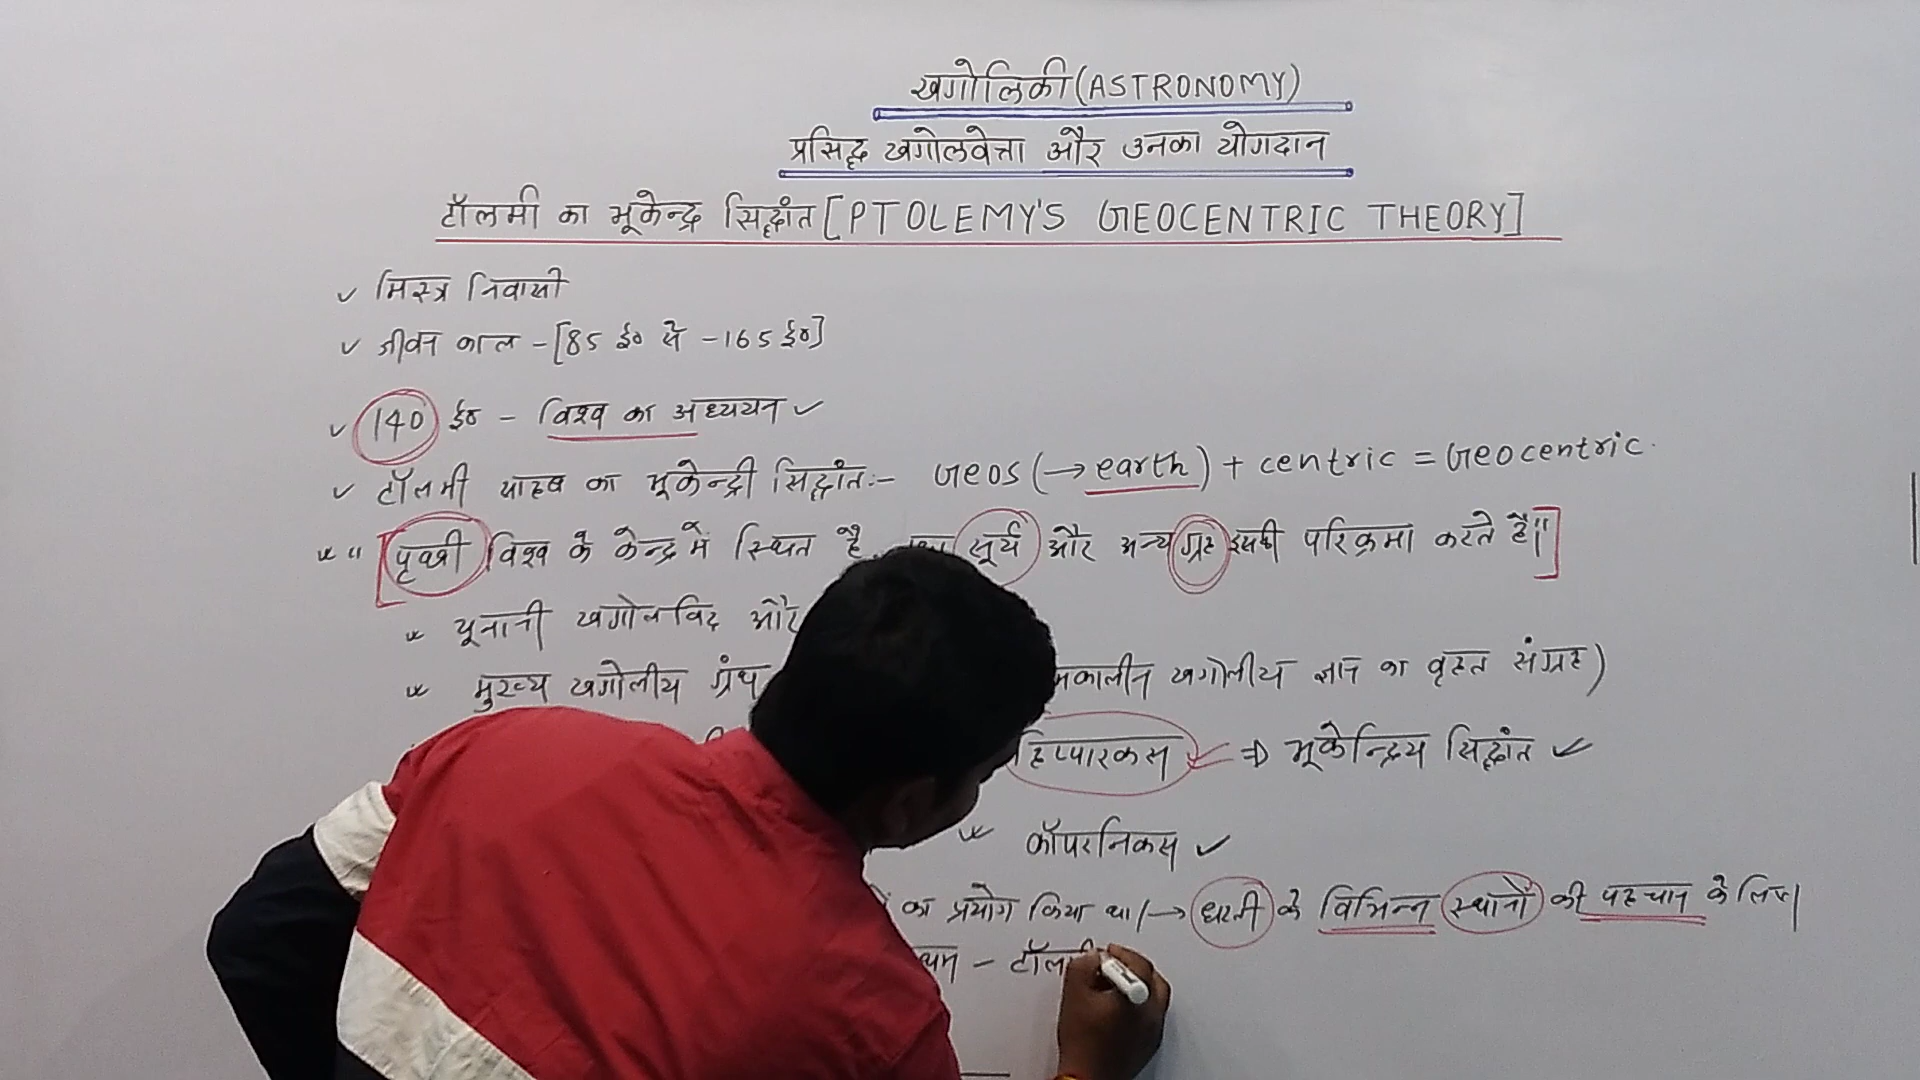 खगोलिकी (ASTRONOMY)
प्रसिद्ध खगोलवेत्ता और उनका योगदान
टॉलमी का भूकेन्द्र सिद्धांत [PTOLEMY'S GEOCENTRIC THEORY]
✓ मिस्त्र निवासी
✓ जीवन काल - [85 ई० से - 165 ई०]
✓ 140 ई० - विश्व का अध्ययन ✓
✓ टॉलमी साहब का भूकेन्द्री सिद्धांत :- Geos (→ earth) + centric = Geocentric.
" [पृथ्वी विश्व के केन्द्र में स्थित है सूर्य और अन्य ग्रह इसकी परिक्रमा करते हैं"]
यूनानी खगोलविद और
मुख्य खगोलीय ग्रंथ कालीन खगोलीय ज्ञान का वृहत संग्रह)
हिप्पारकस ✓ ⇒ भूकेन्द्रिय सिद्धांत ✓
कॉपरनिकस ✓
का प्रयोग किया था (→ धरती के विभिन्न स्थानों की पहचान के लिए)
- टॉलमी